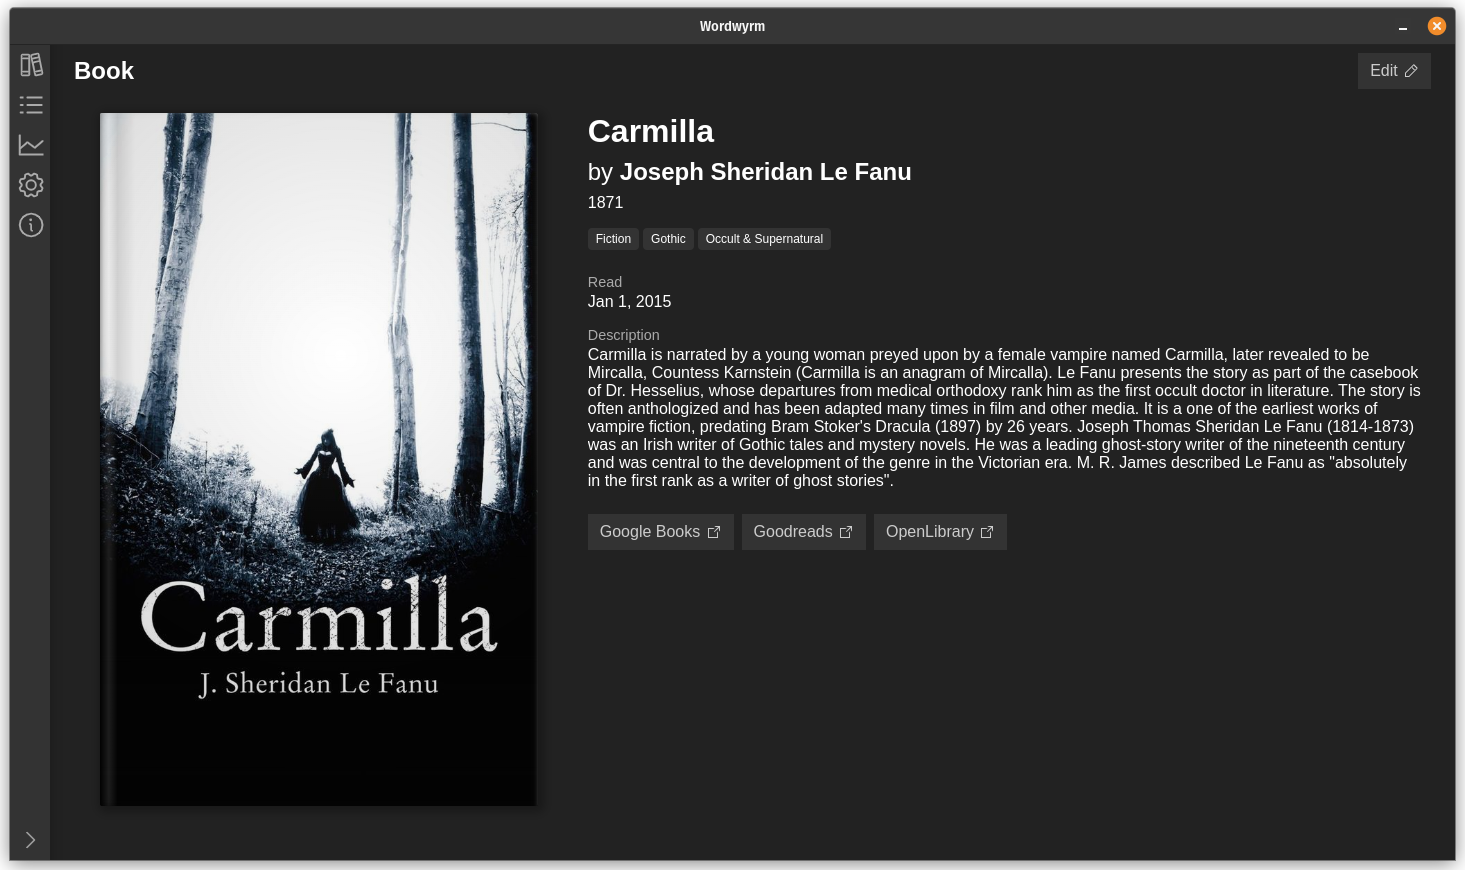 Wordwyrm
Book
Edit
Carmilla
J. Sheridan Le Fanu
Carmilla
by Joseph Sheridan Le Fanu
1871
Fiction Gothic Occult & Supernatural
Read
Jan 1, 2015
Description
Carmilla is narrated by a young woman preyed upon by a female vampire named Carmilla, later revealed to be
Mircalla, Countess Karnstein (Carmilla is an anagram of Mircalla). Le Fanu presents the story as part of the casebook
of Dr. Hesselius, whose departures from medical orthodoxy rank him as the first occult doctor in literature. The story is
often anthologized and has been adapted many times in film and other media. It is a one of the earliest works of
vampire fiction, predating Bram Stoker's Dracula (1897) by 26 years. Joseph Thomas Sheridan Le Fanu (1814-1873)
was an Irish writer of Gothic tales and mystery novels. He was a leading ghost-story writer of the nineteenth century
and was central to the development of the genre in the Victorian era. M. R. James described Le Fanu as "absolutely
in the first rank as a writer of ghost stories".
Google Books Goodreads OpenLibrary